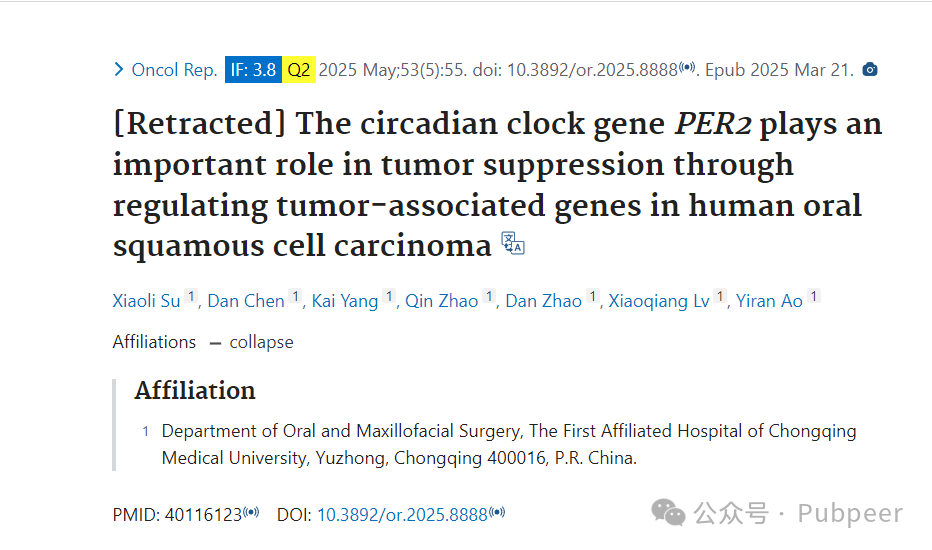 Oncol Rep. IF: 3.8 Q2 2025 May;53(5):55. doi: 10.3892/or.2025.8888. Epub 2025 Mar 21.
[Retracted] The circadian clock gene PER2 plays an
important role in tumor suppression through
regulating tumor-associated genes in human oral
squamous cell carcinoma 文A
Xiaoli Su 1, Dan Chen 1, Kai Yang 1, Qin Zhao 1, Dan Zhao 1, Xiaoqiang Lv 1, Yiran Ao 1
Affiliations — collapse
Affiliation
1 Department of Oral and Maxillofacial Surgery, The First Affiliated Hospital of Chongqing
Medical University, Yuzhong, Chongqing 400016, P.R. China.
PMID: 40116123 DOI: 10.3892/or.2025.8888
公众号 · Pubpeer